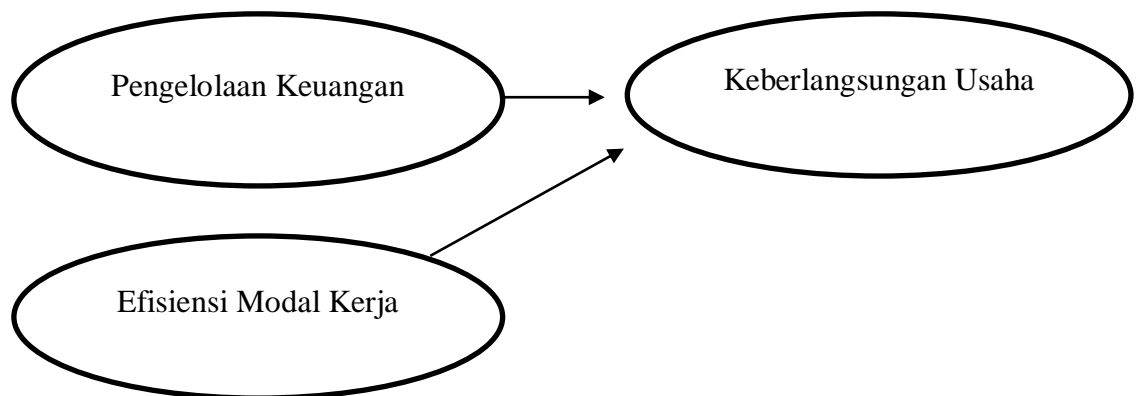 Pengelolaan Keuangan
Keberlangsungan Usaha
Efisiensi Modal Kerja